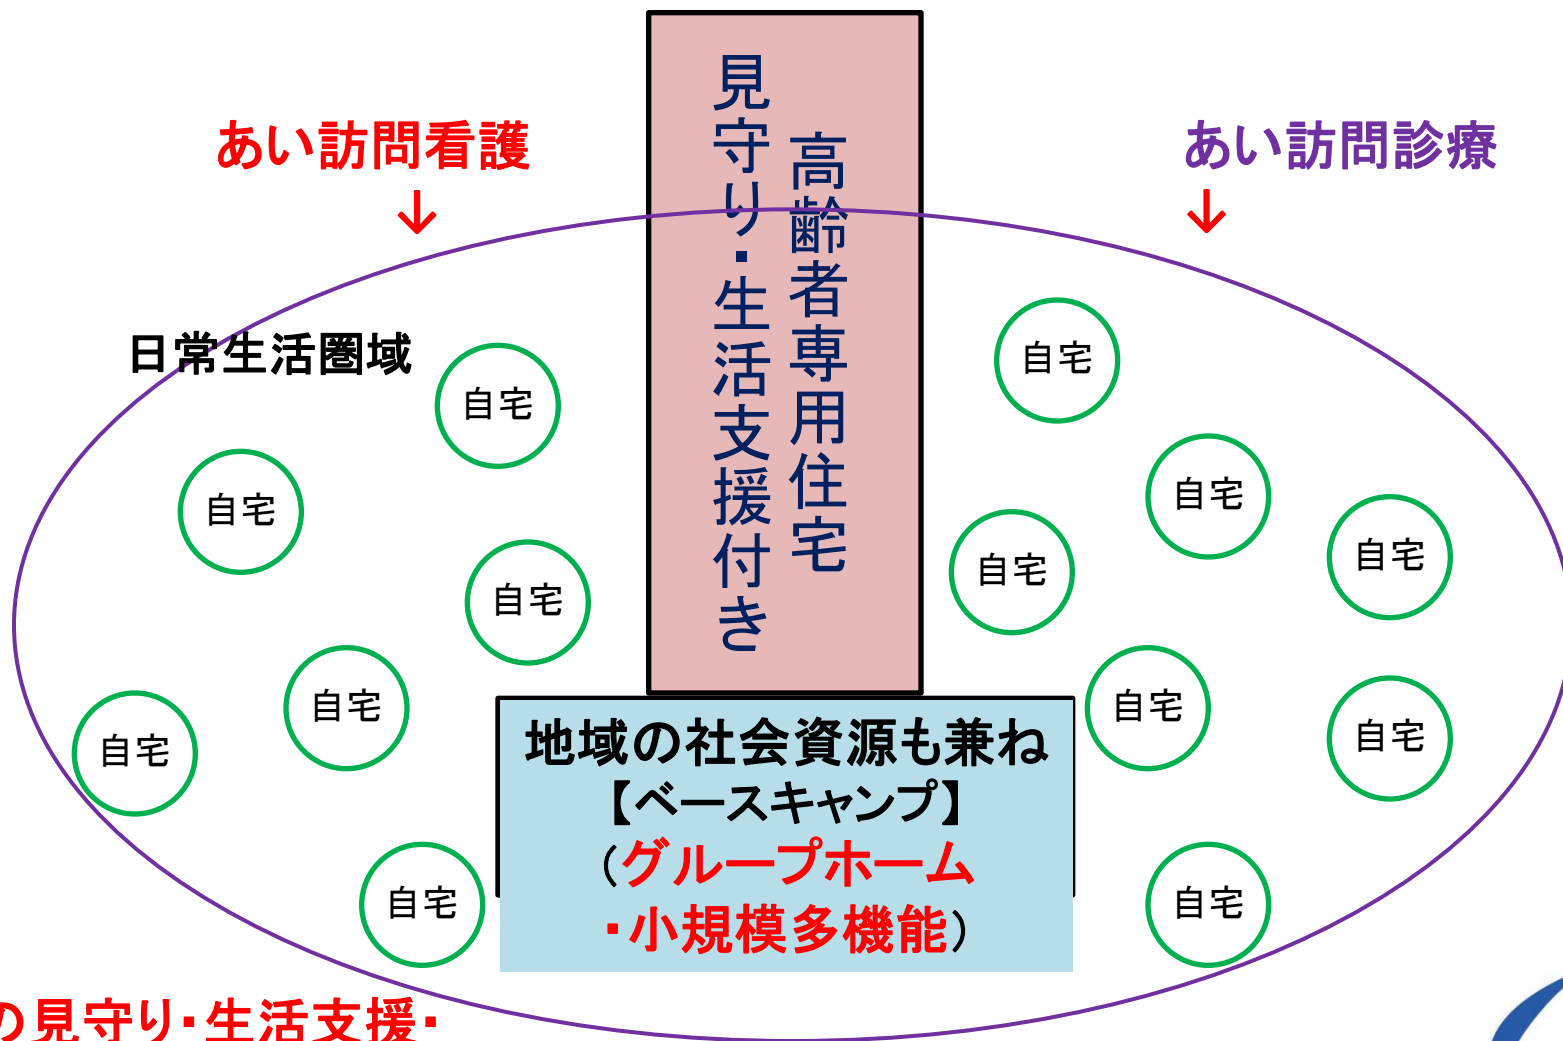 あい訪問看護
↓
あい訪問診療
↓
高齢者専用住宅
見守り・生活支援付き
日常生活圏域
自宅
自宅
自宅
自宅
自宅
自宅
自宅
自宅
自宅
自宅
自宅
自宅
自宅
地域の社会資源も兼ね
【ベースキャンプ】
（グループホーム
・小規模多機能）
の見守り・生活支援・